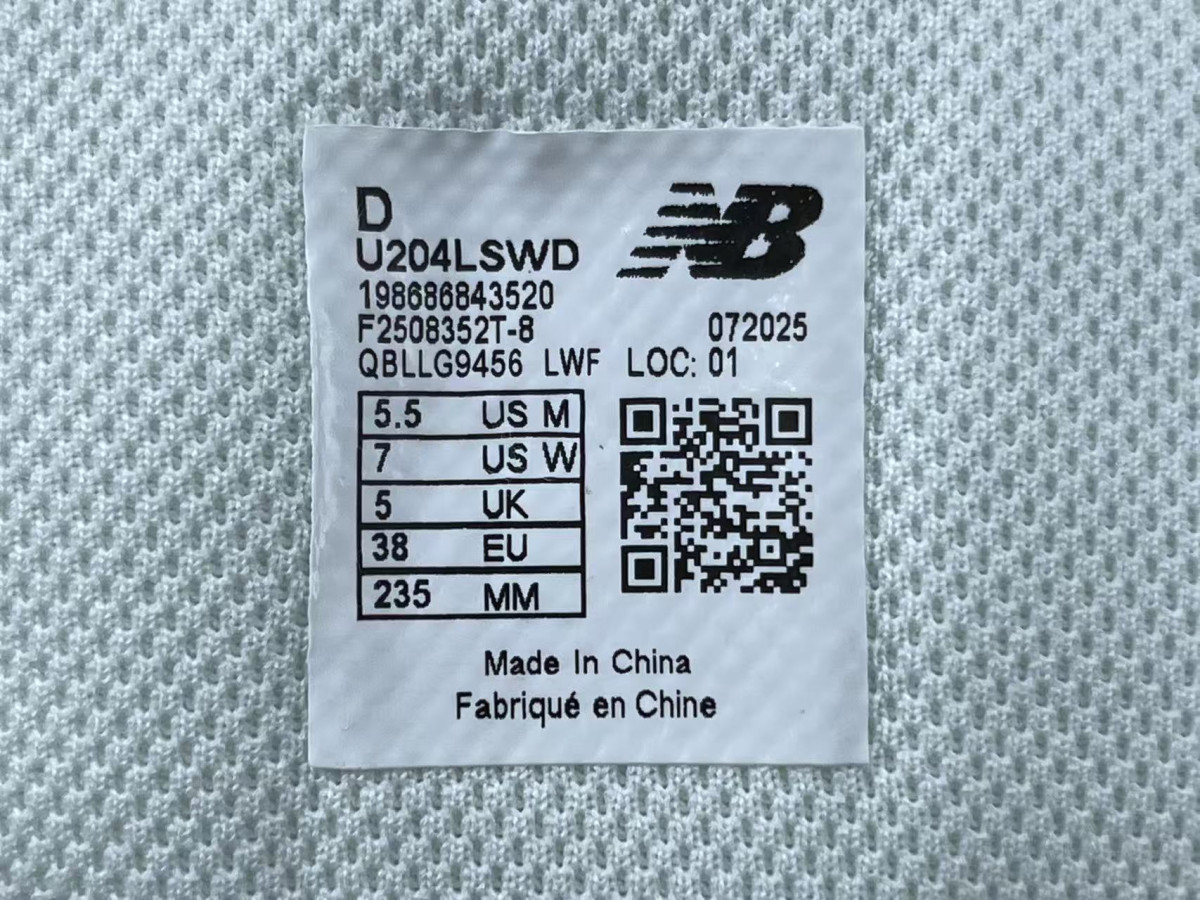 D
NB
U204LSWD
198686843520
F2508352T-8 072025
QBLLG9456 LWF LOC: 01
5.5 US M
7 US W
5 UK
38 EU
235 MM
Made In China
Fabriqué en Chine